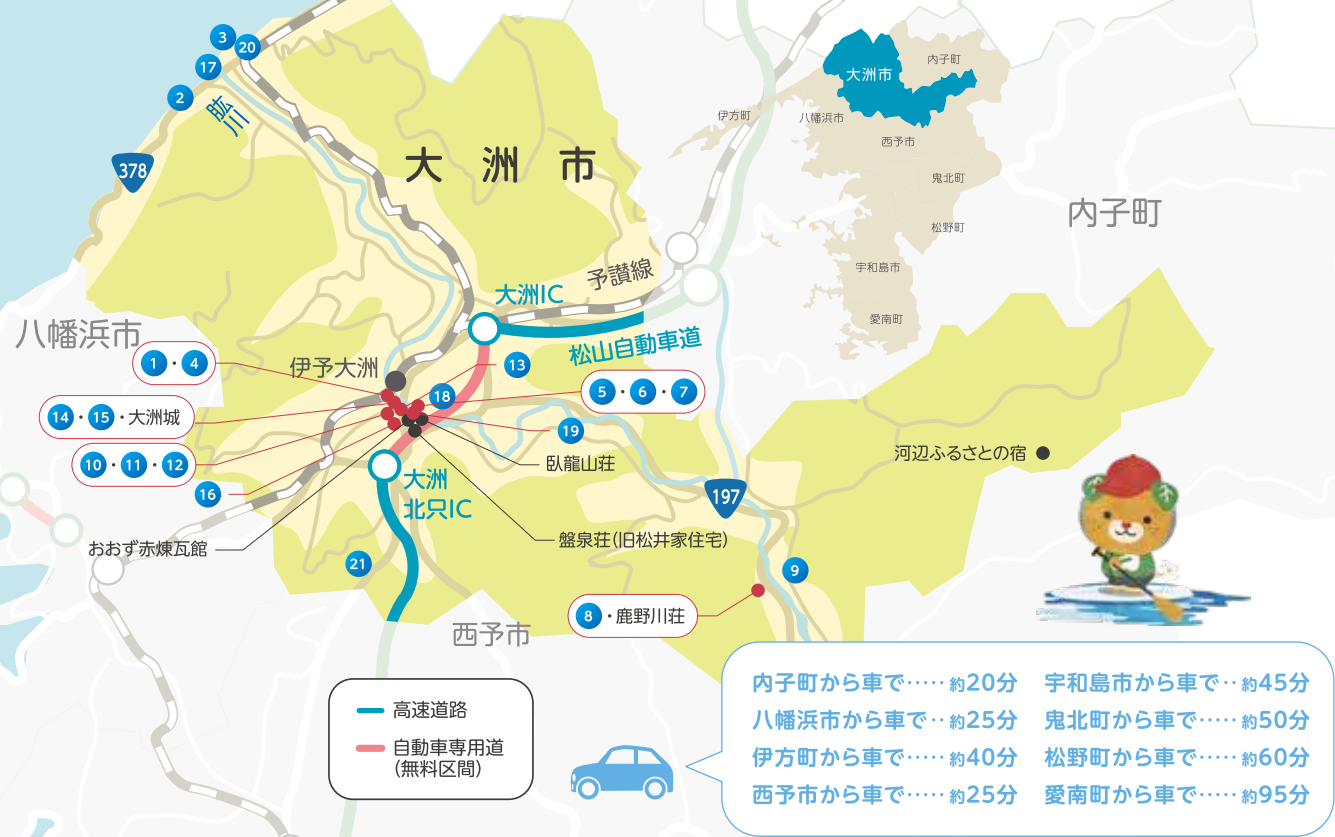 3
20
17
2
肱川
378
大洲市
内子町
大洲市
伊方町
八幡浜市
西予市
鬼北町
松野町
宇和島市
愛南町
内子町
八幡浜市
予讃線
大洲IC
松山自動車道
伊予大洲
1・4
13
18
5・6・7
14・15・大洲城
19
10・11・12
臥龍山荘
16
大洲
北只IC
河辺ふるさとの宿
197
おおず赤煉瓦館
盤泉荘(旧松井家住宅)
21
9
8・鹿野川荘
西予市
高速道路
自動車専用道
(無料区間)
内子町から車で‥‥‥約20分
八幡浜市から車で‥約25分
伊方町から車で‥‥‥約40分
西予市から車で‥‥‥約25分
宇和島市から車で‥約45分
鬼北町から車で‥‥‥約50分
松野町から車で‥‥‥約60分
愛南町から車で‥‥‥約95分